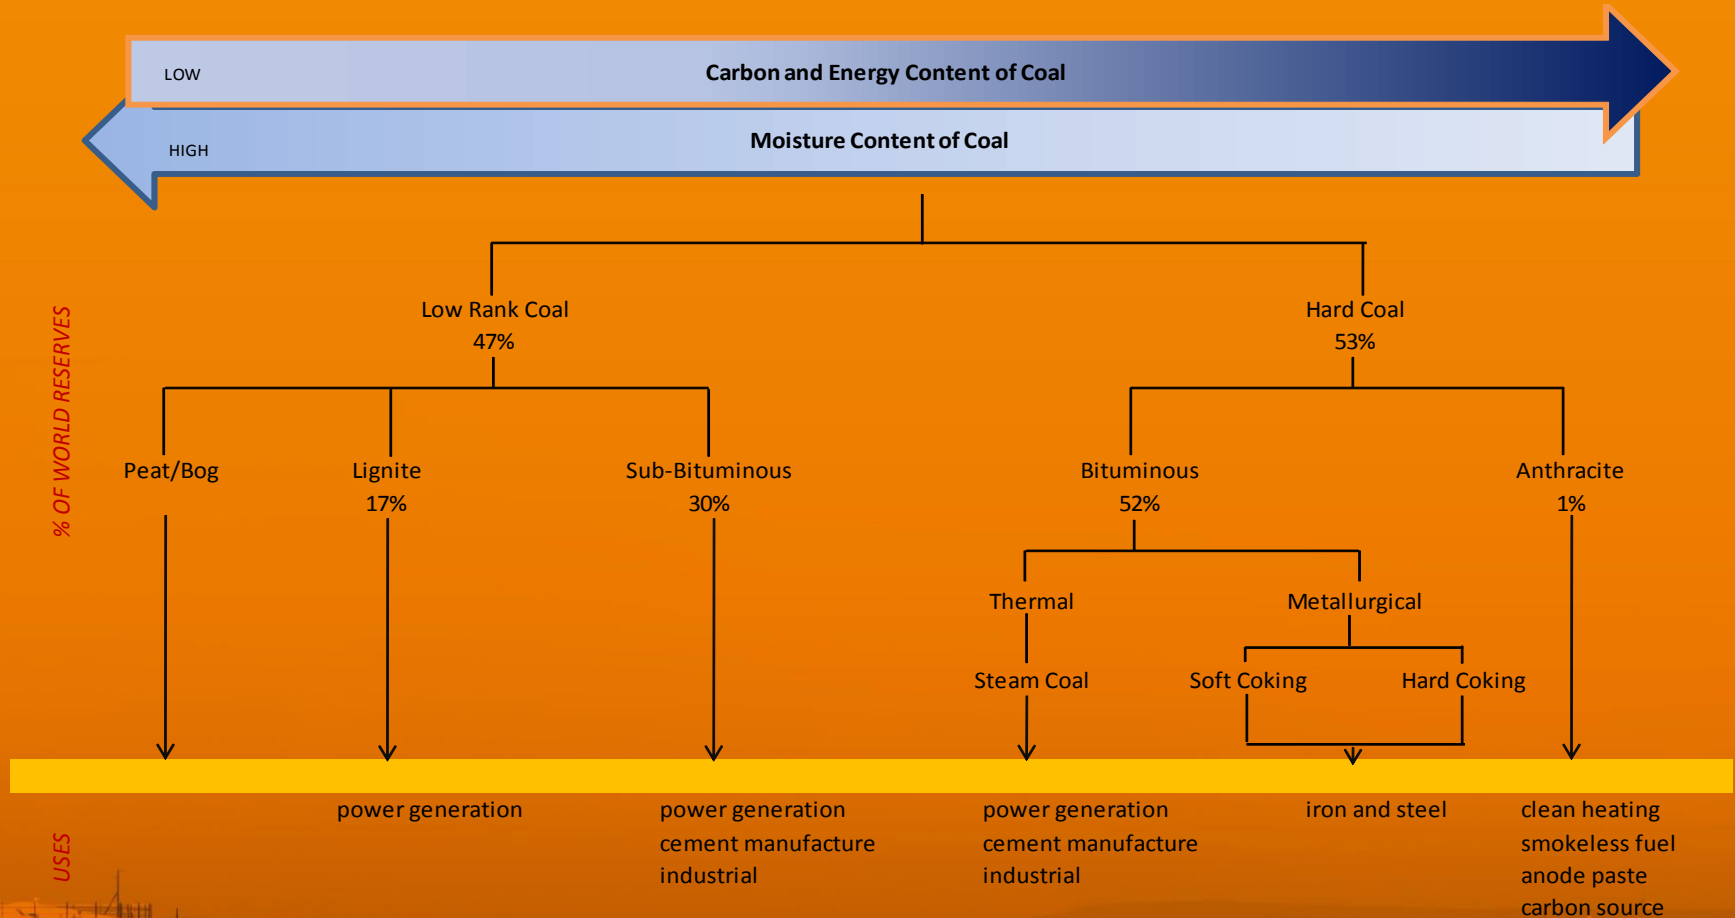 LOW
Carbon and Energy Content of Coal
HIGH
Moisture Content of Coal
% OF WORLD RESERVES
Low Rank Coal
47%
Hard Coal
53%
Peat/Bog
Lignite
17%
Sub-Bituminous
30%
Bituminous
52%
Anthracite
1%
Thermal
Metallurgical
Steam Coal
Soft Coking
Hard Coking
USES
power generation
power generation
cement manufacture
industrial
power generation
cement manufacture
industrial
iron and steel
clean heating
smokeless fuel
anode paste
carbon source